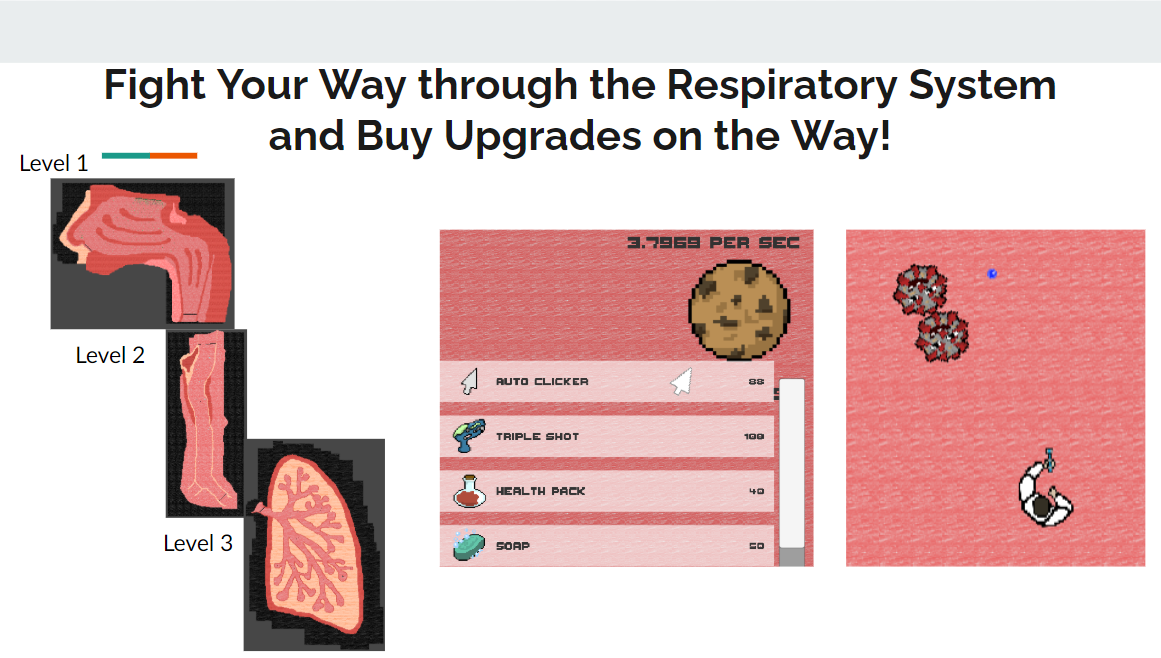 Fight Your Way through the Respiratory System
and Buy Upgrades on the Way!
Level 1
Level 2
Level 3
3.7969 PER SEC
AUTO CLICKER 88
TRIPLE SHOT 100
HEALTH PACK 40
SOAP 50